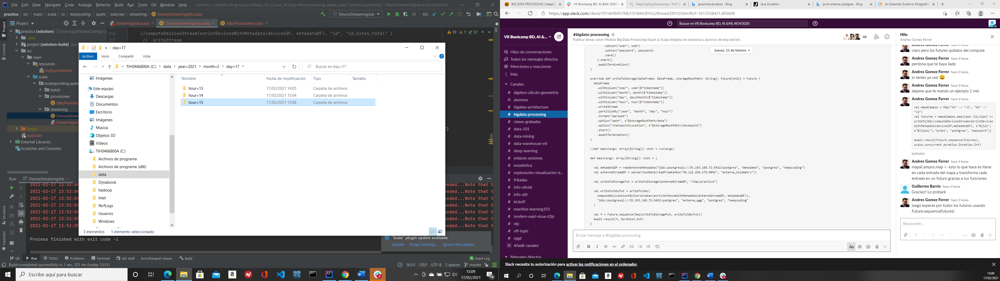 File Edit View Navigate Code Analyze Refactor Build Run Tools Git Window Help solution [...\KeepCoding-Usuario\Repo_Git_Cursos_KC\big-data-processing_spark_scala-1\practica\practica] - DeviceStreamingJob.scala [solution]
practica src main scala io keepcoding spark exercise streaming DeviceStreamingJob.scala
DeviceStreamingJob Git:
Project
StreamingJob.scala DeviceStreamingJob.scala JdbcProvisioner.scala
practica [solution] C:\Users\guill\KeepCoding-Us
.idea
project [solution-build]
src
main
resources
log4j.properties
scala
io.keepcoding.spark
batch
provisioner
JdbcProvision
streaming
DeviceStream
StreamingJob
target
build.sbt
External Libraries
Scratches and Consoles
Project
Commit
Structure
Favorites
sbt
19 1 57
//computeDevicesStream(enrichDevicesWithMetadata(devicesDF, metadataDF), "id", "id_bytes_total" )
217 // .writeStream
day=17
Archivo Inicio Compartir Vista
« TIH0466800A (C:) data year=2021 month=2 day=17
Buscar en day=17
Nombre Fecha de modificación Tipo Tamaño
hour=13 17/02/2021 14:05 Carpeta de archivos
hour=14 17/02/2021 15:04 Carpeta de archivos
hour=15 17/02/2021 15:08 Carpeta de archivos
Imágenes
Este equipo
Descargas
Documentos
Escritorio
Imágenes
Música
Objetos 3D
Vídeos
TIH0466800A (C:)
Archivos de programa
Archivos de programa (x86)
data
Dynabook
hadoop
Intel
PerfLogs
Usuarios
Windows
3 elementos 1 elemento seleccionado
Run: DeviceStreamingJob
2021-02-17 13:52:04 eeded...Note that t
2021-02-17 13:52:04 eeded...Note that t
2021-02-17 13:52:04 eeded...Note that t
2021-02-17 13:52:04 eeded...Note that t
2021-02-17 13:52:04 eeded...Note that t
2021-02-17 13:52:05 eeded...Note that t
2021-02-17 13:52:05 eeded...Note that t
Process finished with exit code -1
"Scala" plugin update available
Update Plugin Settings... Ignore this update
Git Run TODO Problems Terminal sbt shell Avro/Parquet Viewer Build 1 Event Log
Build completed successfully in 1 sec, 321 ms (today 13:51) 163:5 CRLF UTF-8 2 spaces master
Escribe aquí para buscar
15:09
17/02/2021
14
BIG DATA PROCESSING | KeepCo
VII Bootcamp BD, AI &ML NOV2
KeepCoding Bootcamps / Full St
java.time.duration - Bing
Java Duration
print schema postgres - Bing
An Essential Guide to PostgreSQ
https://app.slack.com/client/T01AV9M57RB/C01B4JLBYSG/thread/D01DSAHJRLP-1613558421.005600
Buscar en VII Bootcamp BD, AI &ML NOV2020
VII Bootcamp BD, AI &...
Hilos de conversaciones
Todos los mensajes directos
Menciones y reacciones
Más
Canales
# álgebra-cálculo-geometría
alumnos
# bigdata-architecture
# bigdata-processing
# clases-grabadas
# data-101
# data-mining
# data-warehouse-etl
# deep-learning
# enlaces-sesiones
# estadística
# exploración-visualización-d...
# frikadas
# info-oficial
# info-util
# kickoff
# machine-learning101
# modern-expl-visua-d3js
# nlp
# off-topic
# rpgd
+ Añadir canales
Mensajes directos
#bigdata-processing
Publicar temas sobre Módulo Big Data Processing (Spark & Scala) dirigidos en exclusiva a alumnos de esta edición.
46
Jueves, 11 de febrero
.option("user", user)
.option("password", password)
.save()
}.start()
.awaitTermination()
}
override def writeToStorage(dataFrame: DataFrame, storageRootPath: String): Future[Unit] = Future {
dataFrame
.withColumn("year", year($"timestamp"))
.withColumn("month", month($"timestamp"))
.withColumn("day", dayofmonth($"timestamp"))
.withColumn("hour", hour($"timestamp"))
.writeStream
.partitionBy("year", "month", "day", "hour")
.format("parquet")
.option("path", s"$storageRootPath/data")
.option("checkpointLocation", s"$storageRootPath/checkpoint")
.start()
.awaitTermination()
}
//def main(args: Array[String]): Unit = run(args)
def main(args: Array[String]): Unit = {
val metadataDF = readAntennaMetadata("jdbc:postgresql://35.193.168.71:5432/postgres", "metadata", "postgres", "keepcoding")
val antennaStreamDF = parserJsonData(readFromKafka("34.122.254.175:9092", "antenna_telemetry"))
val writeToStorageFut = writeToStorage(antennaStreamDF, "/tmp/practica")
val writeToJdbcFut = writeToJdbc(
computeDevicesCountByCoordinates(enrichAntennaWithMetadata(antennaStreamDF, metadataDF)),
"jdbc:postgresql://35.193.168.71:5432/postgres", "antenna_agg", "postgres", "keepcoding"
)
val f = Future.sequence(Seq(writeToStorageFut, writeToJdbcFut))
Await.result(f, Duration.Inf)
}
Enviar mensaje a #bigdata-processing
Hilo
Andres Gomez Ferrer
Andres Gomez Ferrer hace 3 horas
claro pero los futures quitalos del compute
Andres Gomez Ferrer hace 3 horas
perdona que te haya liado
Andres Gomez Ferrer hace 3 horas
lo tenias ya casi 😄
Andres Gomez Ferrer hace 3 horas
dejame que te mando un ejemplo 1 min
Andres Gomez Ferrer hace 3 horas
val mapaCampos = Map("k1" -> "v1", "k2" ->
"v2")
val futures = mapaCampos.map{case (id,tipo) =>
writeToJdbc(computeDevicesStream(enrichDevices
WithMetadata(devicesDF,metadataDF), s"${id}",
s"${tipo}"),"bytes", "postgres", "password")}
Await.result(Future.sequence(futures),
scala.concurrent.duration.Duration.Inf)
(editado)
Andres Gomez Ferrer hace 3 horas
mapaCampos.map <- esto lo que hace es iterar
en cada entrada del mapa y transforma cada
entrada en un futuro gracias a tus funciones
Guillermo Barrio hace 3 horas
Gracias!! Lo probaré
Andres Gomez Ferrer hace 3 horas
luego esperas por todos los futuros usando
Future.sequence(futures)
Responder...
Slack necesita tu autorización para activar las notificaciones en el ordenador.
15:09
17/02/2021